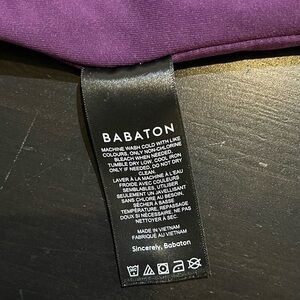 BABATON
MACHINE WASH COLD WITH LIKE
COLOURS, ONLY NON-CHLORINE
BLEACH WHEN NEEDED,
TUMBLE DRY LOW, COOL IRON
ONLY IF NEEDED, DO NOT DRY
CLEAN.
LAVER À LA MACHINE À L'EAU
FROIDE AVEC COULEURS
SEMBLABLES, UTILISER
SEULEMENT UN JAVELLISANT
SANS CHLORE SI NÉCESSAIRE,
SÉCHER À BASSE
TEMPÉRATURE, REPASSAGE
DOUX SI NÉCESSAIRE, NE PAS
NETTOYER À SEC.
MADE IN VIETNAM
FABRIQUÉ AU VIETNAM
Sincerely, Babaton